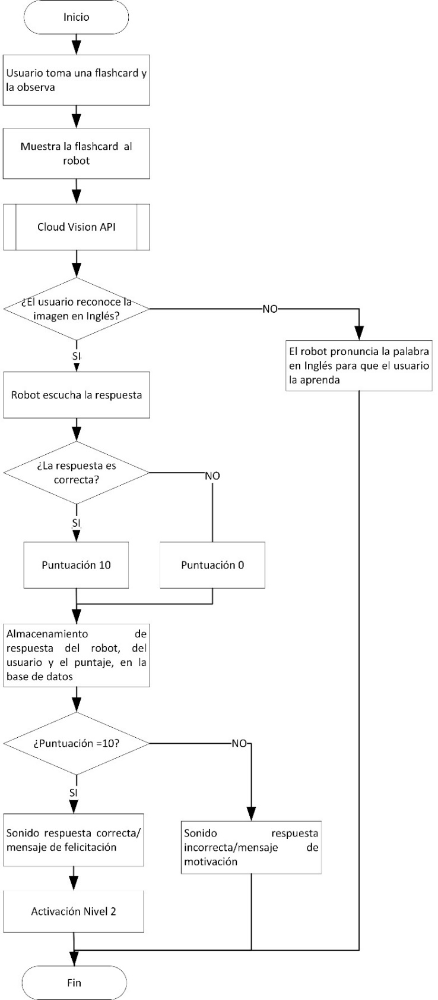 Inicio
Usuario toma una flashcard y
la observa
Muestra la flashcard al
robot
Cloud Vision API
¿El usuario reconoce la
imagen en Inglés?
NO
SI
El robot pronuncia la palabra
en Inglés para que el usuario
la aprenda
Robot escucha la respuesta
¿La respuesta es
correcta?
NO
SI
Puntuación 10
Puntuación 0
Almacenamiento de
respuesta del robot, del
usuario y el puntaje, en la
base de datos
¿Puntuación =10?
NO
SI
Sonido respuesta correcta/
mensaje de felicitación
Sonido respuesta
incorrecta/mensaje de
motivación
Activación Nivel 2
Fin